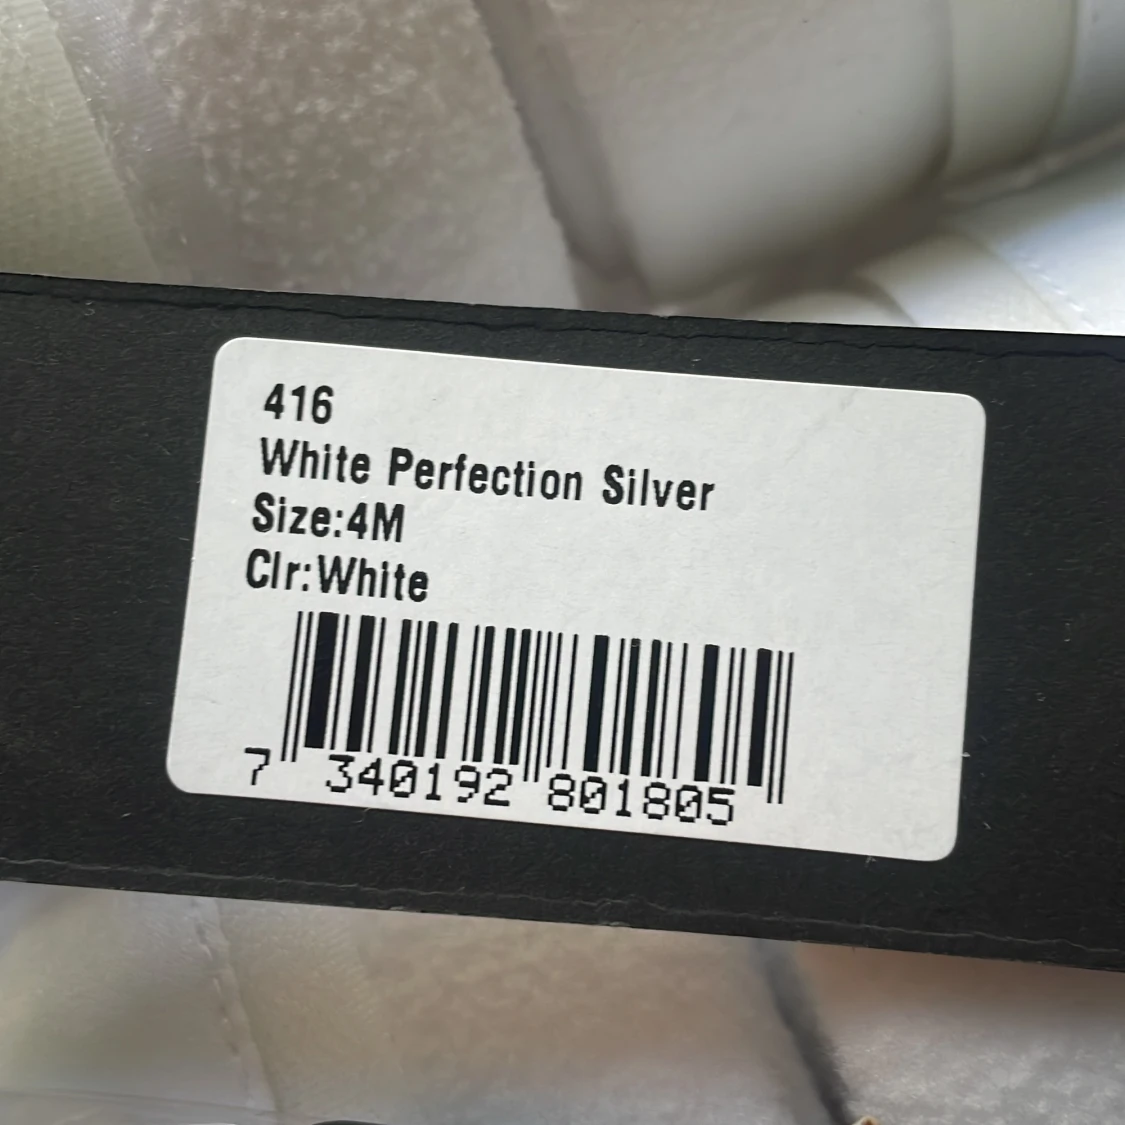 416
White Perfection Silver
Size:4M
Clr:White
7 340192 801805